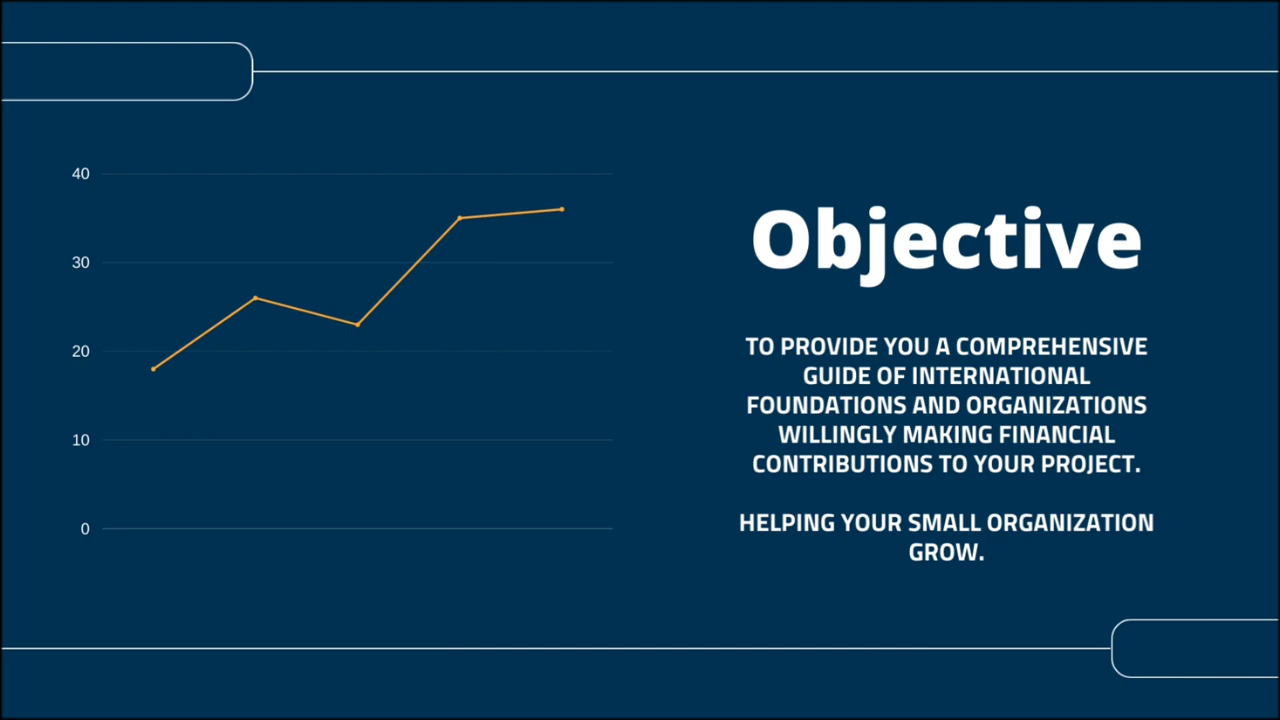 40
30
20
10
0
Objective
TO PROVIDE YOU A COMPREHENSIVE
GUIDE OF INTERNATIONAL
FOUNDATIONS AND ORGANIZATIONS
WILLINGLY MAKING FINANCIAL
CONTRIBUTIONS TO YOUR PROJECT.
HELPING YOUR SMALL ORGANIZATION
GROW.